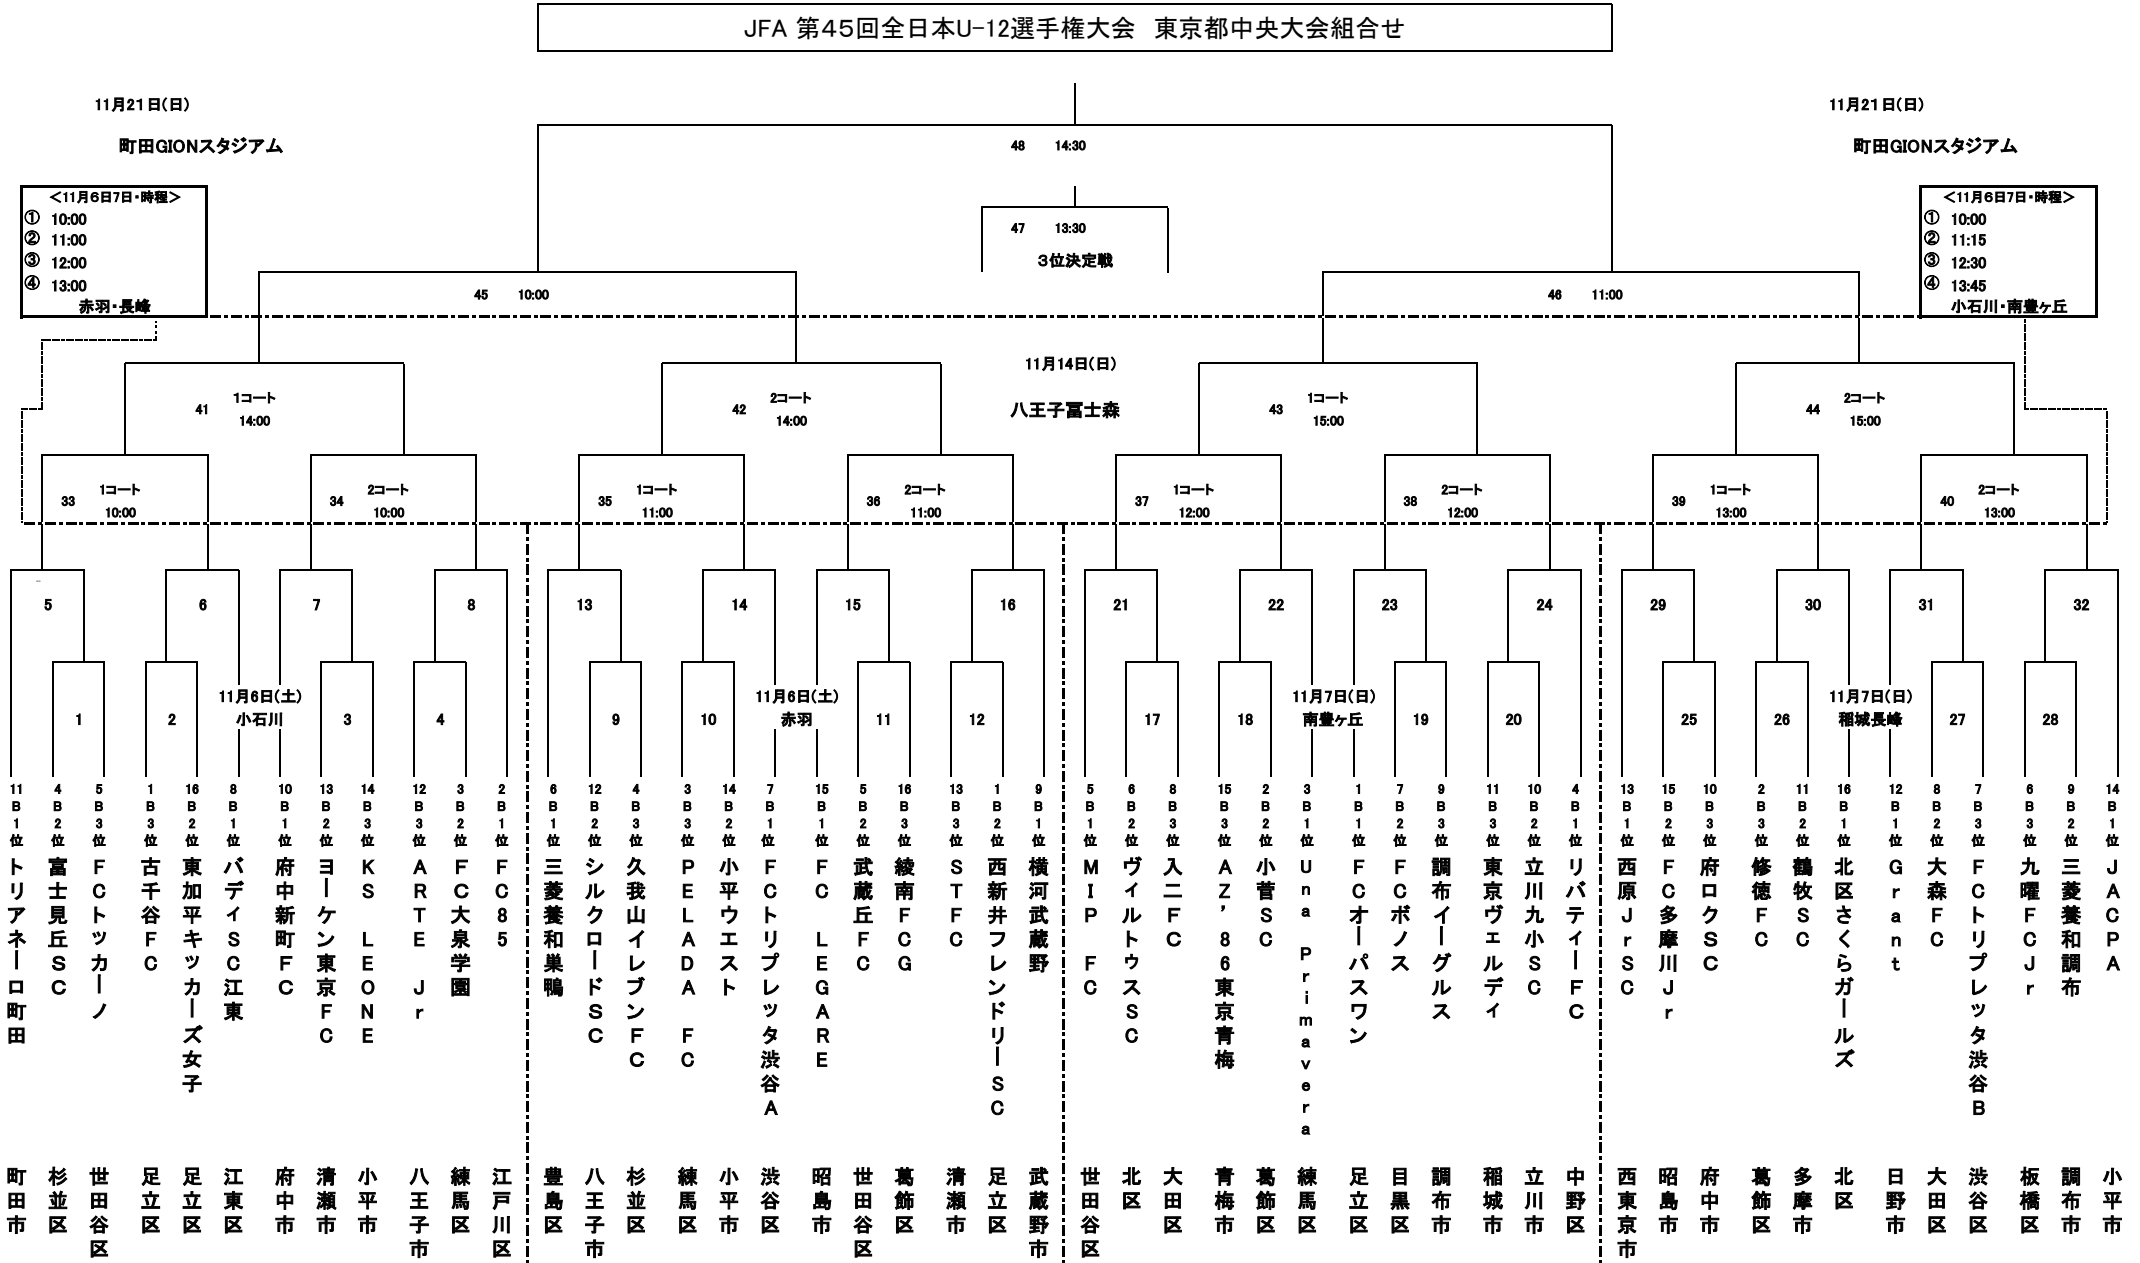 JFA 第45回全日本U-12選手権大会　東京都中央大会組合せ
11月21日(日)
11月21日(日)
町田GIONスタジアム
48 14:30
町田GIONスタジアム
＜11月6日7日・時程＞
① 10:00
② 11:00
③ 12:00
④ 13:00
赤羽・長峰
47 13:30
3位決定戦
＜11月6日7日・時程＞
① 10:00
② 11:15
③ 12:30
④ 13:45
小石川・南豊ヶ丘
45 10:00
46 11:00
11月14日(日)
八王子冨士森
41 1コート 14:00
42 2コート 14:00
43 1コート 15:00
44 2コート 15:00
33 1コート 10:00
34 2コート 10:00
35 1コート 11:00
36 2コート 11:00
37 1コート 12:00
38 2コート 12:00
39 1コート 13:00
40 2コート 13:00
5 6 7 8 13 14 15 16 21 22 23 24 29 30 31 32
11月6日(土)
小石川
11月6日(土)
赤羽
11月7日(日)
南豊ヶ丘
11月7日(日)
稲城長峰
1 2 3 4 9 10 11 12 17 18 19 20 25 26 27 28
11B1位 トリアネーロ町田 町田市
4B2位 富士見丘SC 杉並区
5B3位 FCトッカーノ 世田谷区
1B3位 古千谷FC 足立区
16B2位 東加平キッカーズ女子 足立区
8B1位 バディSC江東 江東区
10B1位 府中新町FC 府中市
13B2位 ヨーケン東京FC 清瀬市
14B3位 KS LEONE 小平市
12B3位 ARTE Jr 八王子市
3B2位 FC大泉学園 練馬区
2B1位 FC85 江戸川区
6B1位 三菱養和巣鴨 豊島区
12B2位 シルクロードSC 八王子市
4B3位 久我山イレブンFC 杉並区
3B3位 PELADA FC 練馬区
14B2位 小平ウエスト 小平市
7B1位 FCトリプレッタ渋谷A 渋谷区
15B1位 FC LEGARE 昭島市
5B2位 武蔵丘FC 世田谷区
16B3位 綾南FCG 葛飾区
13B3位 STFC 清瀬市
1B2位 西新井フレンドリーSC 足立区
9B1位 横河武蔵野 武蔵野市
5B1位 MIP FC 世田谷区
6B2位 ヴィルトゥスSC 北区
8B3位 入二FC 大田区
15B3位 AZ'86東京青梅 青梅市
2B2位 小菅SC 葛飾区
3B1位 Una Primavera 練馬区
1B1位 FCオーパスワン 足立区
7B2位 FCボノス 目黒区
9B3位 調布イーグルス 調布市
11B3位 東京ヴェルディ 稲城市
10B2位 立川九小SC 立川市
4B1位 リバティーFC 中野区
13B1位 西原JrSC 西東京市
15B2位 FC多摩川Jr 昭島市
10B3位 府ロクSC 府中市
2B3位 修徳FC 葛飾区
11B2位 鶴牧SC 多摩市
16B1位 北区さくらガールズ 北区
12B1位 Grant 日野市
8B2位 大森FC 大田区
7B3位 FCトリプレッタ渋谷B 渋谷区
6B3位 九曜FCJr 板橋区
9B2位 三菱養和調布 調布市
14B1位 JACPA 小平市